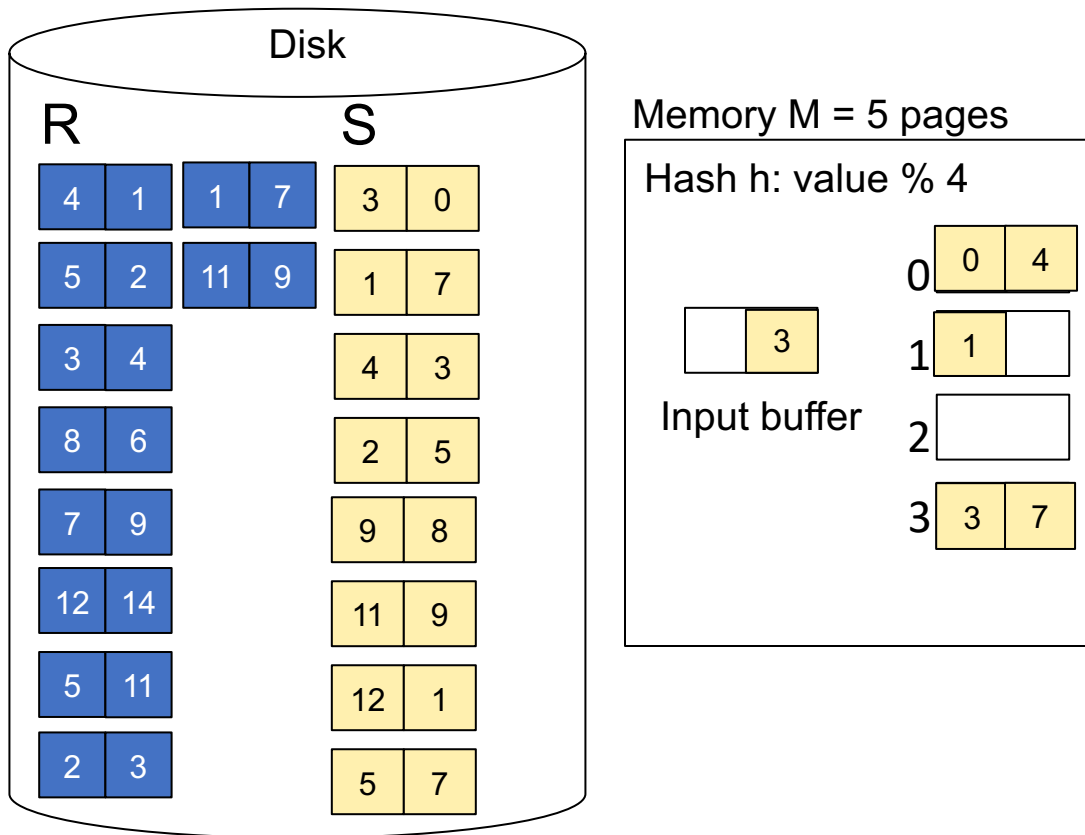 Disk
R S
4 1 1 7 3 0
5 2 11 9 1 7
3 4 4 3
8 6 2 5
7 9 9 8
12 14 11 9
5 11 12 1
2 3 5 7
Memory M = 5 pages
Hash h: value % 4
0 0 4
3
1 1
Input buffer
2
3 3 7